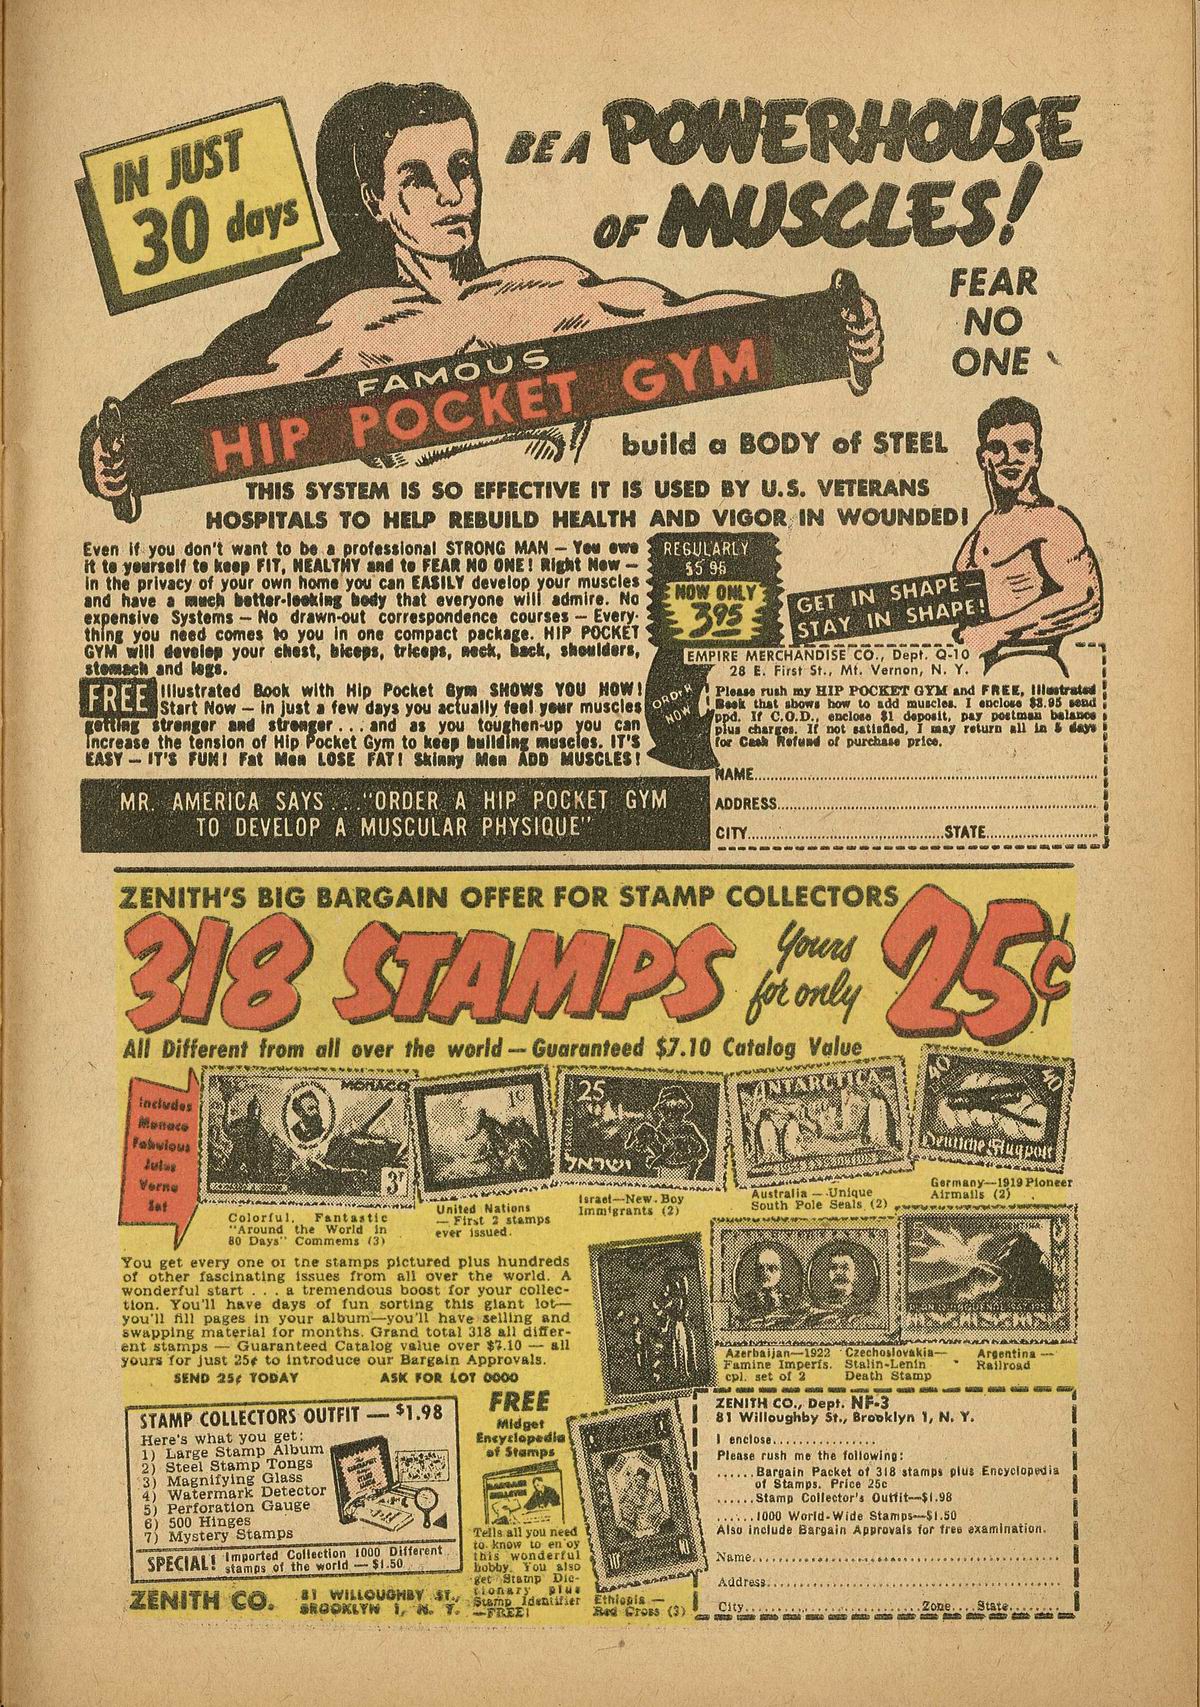 IN JUST
30 days
BE A POWERHOUSE
OF MUSCLES!
FEAR
NO
ONE
FAMOUS
HIP POCKET GYM
build a BODY of STEEL
THIS SYSTEM IS SO EFFECTIVE IT IS USED BY U.S. VETERANS
HOSPITALS TO HELP REBUILD HEALTH AND VIGOR IN WOUNDED!
Even if you don't want to be a professional STRONG MAN — You owe
it to yourself to keep FIT, HEALTHY and to FEAR NO ONE! Right Now —
in the privacy of your own home you can EASILY develop your muscles
and have a much better-looking body that everyone will admire. No
expensive Systems — No drawn-out correspondence courses — Every-
thing you need comes to you in one compact package. HIP POCKET
GYM will develop your chest, biceps, triceps, neck, back, shoulders,
stomach and legs.
FREE Illustrated Book with Hip Pocket Gym SHOWS YOU HOW!
Start Now — in just a few days you actually feel your muscles
getting stronger and stronger . . . and as you toughen-up you can
increase the tension of Hip Pocket Gym to keep building muscles. IT'S
EASY — IT'S FUN! Fat Men LOSE FAT! Skinny Men ADD MUSCLES!
MR. AMERICA SAYS . . . "ORDER A HIP POCKET GYM
TO DEVELOP A MUSCULAR PHYSIQUE"
REGULARLY
$5.95
NOW ONLY
3.95
ORDER
NOW
GET IN SHAPE—
STAY IN SHAPE!
EMPIRE MERCHANDISE CO., Dept. Q-10
28 E. First St., Mt. Vernon, N. Y.
Please rush my HIP POCKET GYM and FREE, Illustrated
Book that shows how to add muscles. I enclose $3.95 send
ppd. If C.O.D., enclose $1 deposit, pay postman balance
plus charges. If not satisfied, I may return all in 5 days
for Cash Refund of purchase price.
NAME
ADDRESS
CITY STATE
ZENITH'S BIG BARGAIN OFFER FOR STAMP COLLECTORS
318 STAMPS Yours for only 25¢
All Different from all over the world — Guaranteed $7.10 Catalog Value
Includes
Monaco
Fabulous
Jules
Verne
Set
MONACO
3F
1c
25
ישראל
ANTARCTICA
40 40
Deutsche Flugpost
Colorful, Fantastic
"Around the World in
80 Days" Commems (3)
United Nations
— First 2 stamps
ever issued.
Israel—New Boy
Immigrants (2)
Australia — Unique
South Pole Seals (2)
Germany—1919 Pioneer
Airmails (2)
You get every one of the stamps pictured plus hundreds
of other fascinating issues from all over the world. A
wonderful start . . . a tremendous boost for your collec-
tion. You'll have days of fun sorting this giant lot—
you'll fill pages in your album—you'll have selling and
swapping material for months. Grand total 318 all differ-
ent stamps — Guaranteed Catalog value over $7.10 — all
yours for just 25¢ to introduce our Bargain Approvals.
SEND 25¢ TODAY ASK FOR LOT OOOO
Azerbaijan—1922
Famine Imperfs.
cpl. set of 2
Czechoslovakia—
Stalin-Lenin
Death Stamp
Argentina —
Railroad
STAMP COLLECTORS OUTFIT — $1.98
Here's what you get:
1) Large Stamp Album
2) Steel Stamp Tongs
3) Magnifying Glass
4) Watermark Detector
5) Perforation Gauge
6) 500 Hinges
7) Mystery Stamps
SPECIAL! Imported Collection 1000 Different
stamps of the world — $1.50
ZENITH CO. 81 WILLOUGHBY ST.,
BROOKLYN 1, N. Y.
FREE
Midget
Encyclopedia
of Stamps
Tells all you need
to know to enjoy
this wonderful
hobby. You also
get Stamp Dic-
tionary plus
Stamp Identifier
—FREE!
Ethiopia —
Red Cross (3)
ZENITH CO., Dept. NF-3
81 Willoughby St., Brooklyn 1, N. Y.
I enclose
Please rush me the following:
Bargain Packet of 318 stamps plus Encyclopedia
of Stamps. Price 25c
Stamp Collector's Outfit—$1.98
1000 World-Wide Stamps—$1.50
Also include Bargain Approvals for free examination.
Name
Address
City Zone State